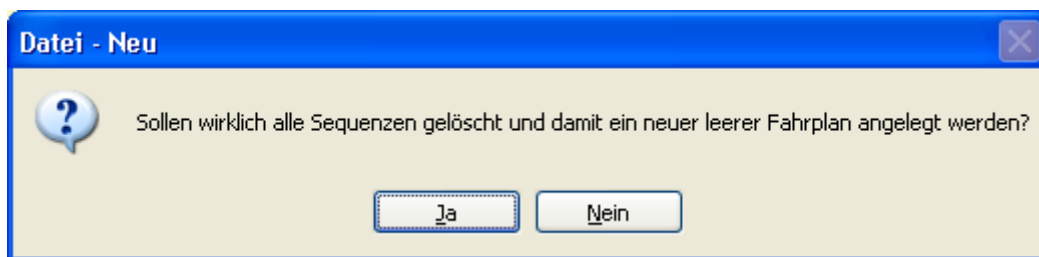 Datei - Neu
Sollen wirklich alle Sequenzen gelöscht und damit ein neuer leerer Fahrplan angelegt werden?
Ja
Nein